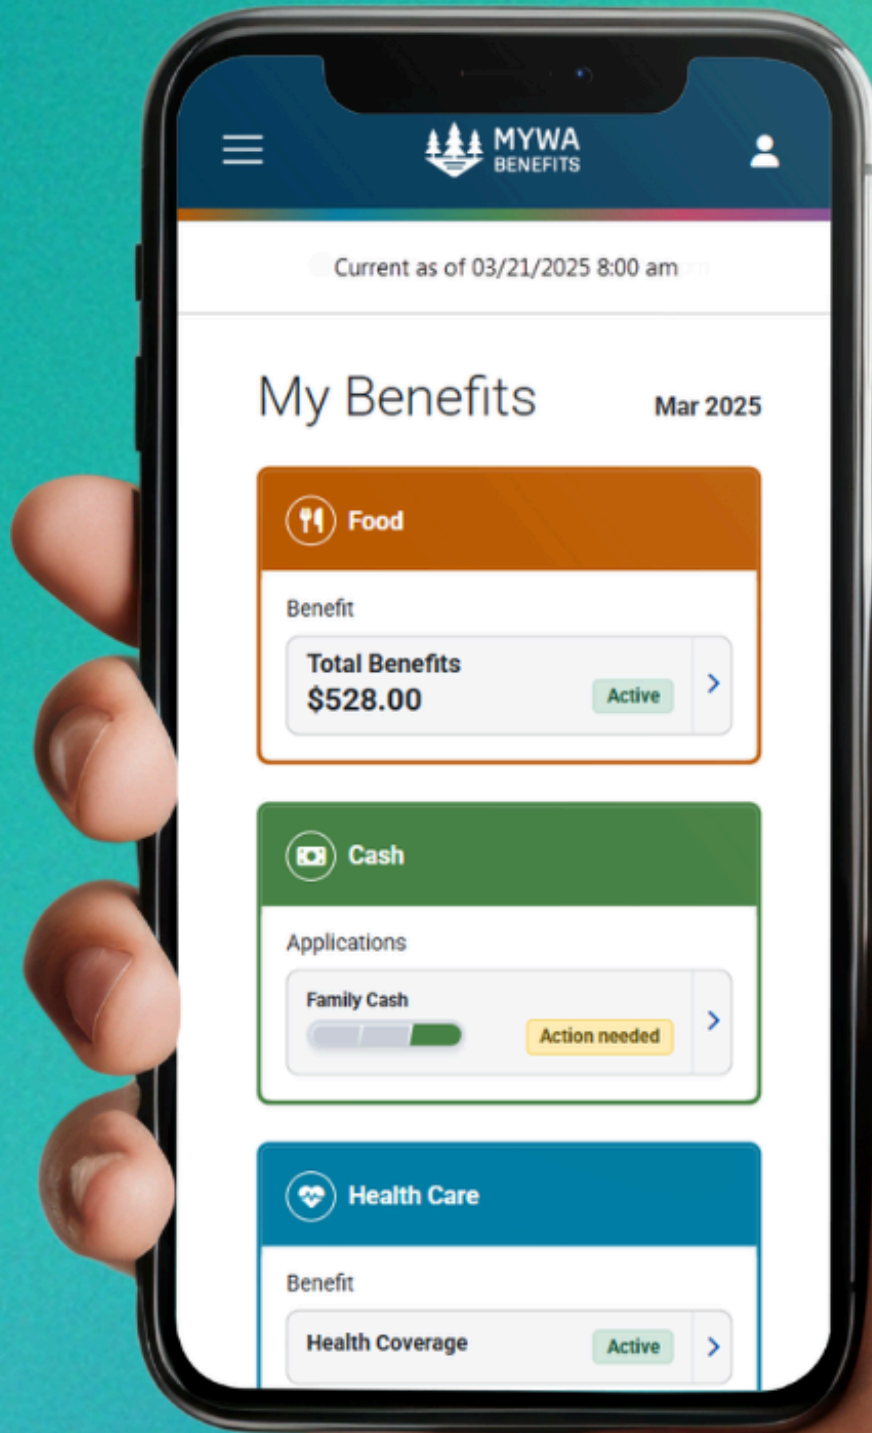 MYWA
BENEFITS
Current as of 03/21/2025 8:00 am
My Benefits
Mar 2025
Food
Benefit
Total Benefits
$528.00
Active
Cash
Applications
Family Cash
Action needed
Health Care
Benefit
Health Coverage
Active